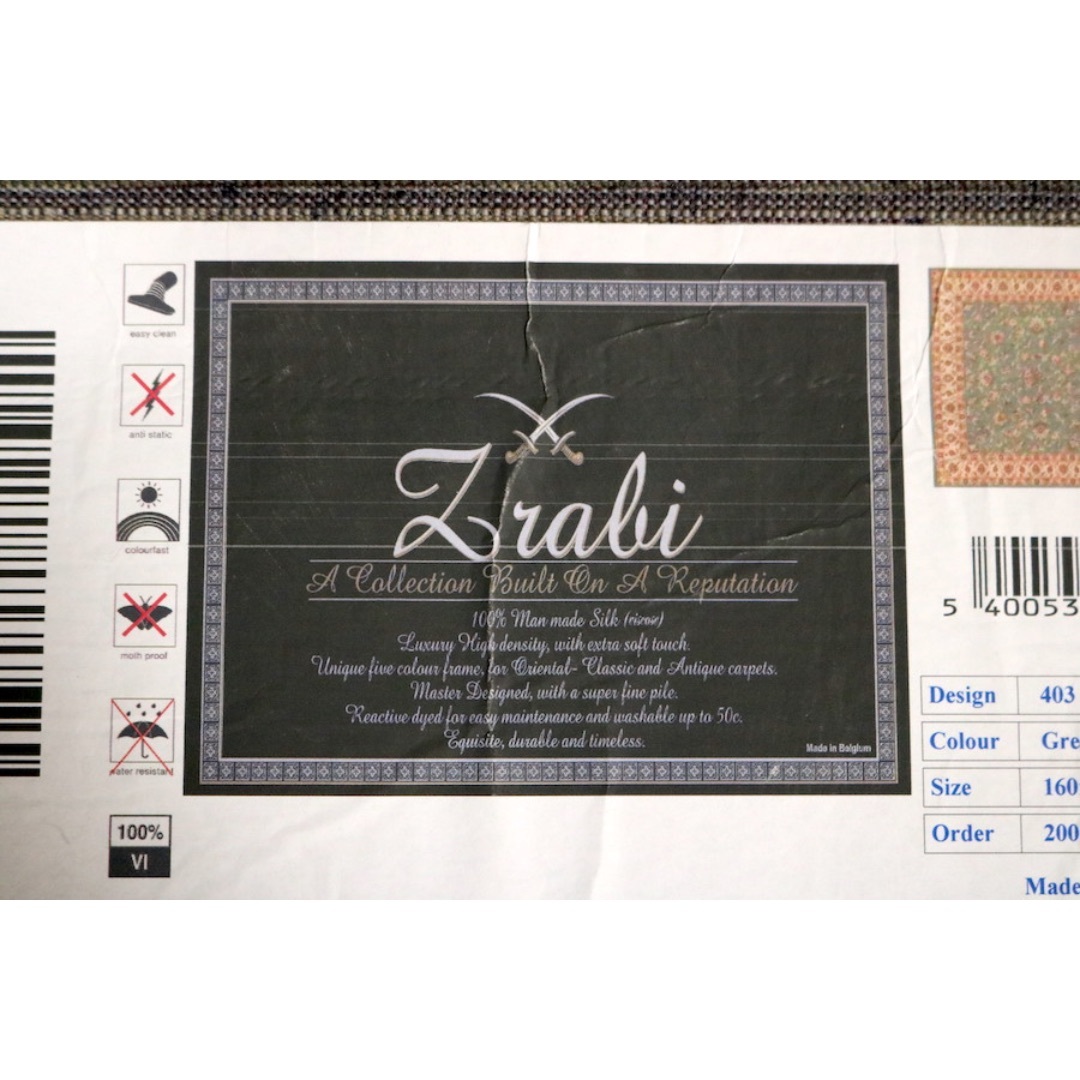 easy clean
anti static
colourfast
moth proof
water resistant
100%
VI
Zrabi
A Collection Built On A Reputation
100% Man made Silk (viscose)
Luxury High density, with extra soft touch.
Unique five colour frame, for Oriental- Classic and Antique carpets.
Master Designed, with a super fine pile.
Reactive dyed for easy maintenance and washable up to 50c.
Equisite, durable and timeless.
Made in Belgium
5 40053
Design 403
Colour Gre
Size 160
Order 200
Made